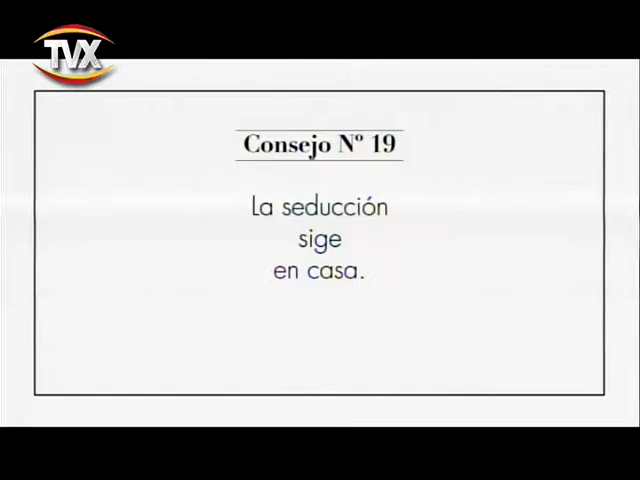 TVX
Consejo Nº 19
La seducción
sige
en casa.